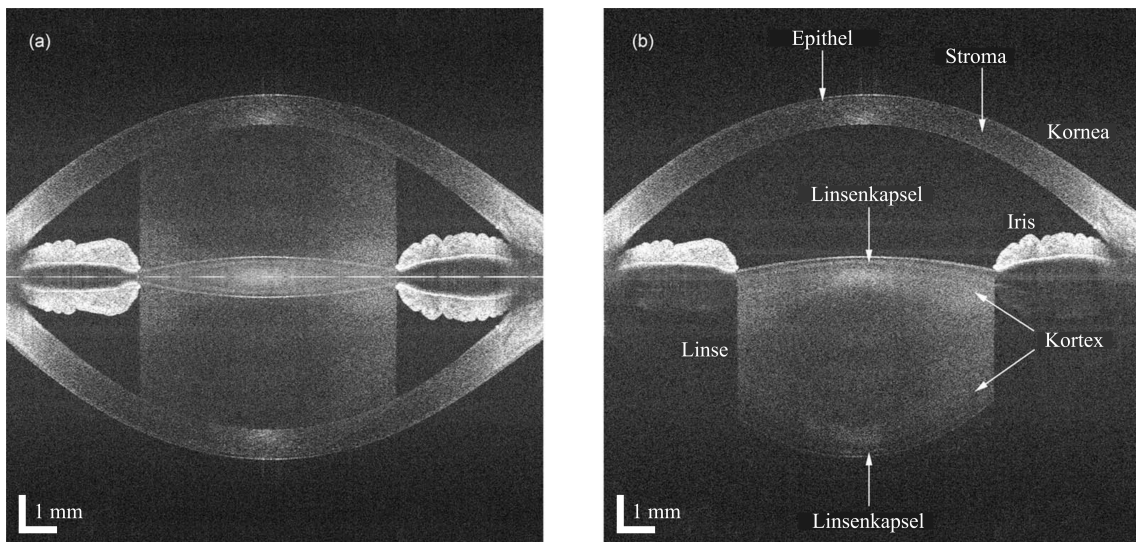 (a)
1 mm
(b)
Epithel
Stroma
Kornea
Linsenkapsel
Iris
Linse
Kortex
1 mm
Linsenkapsel